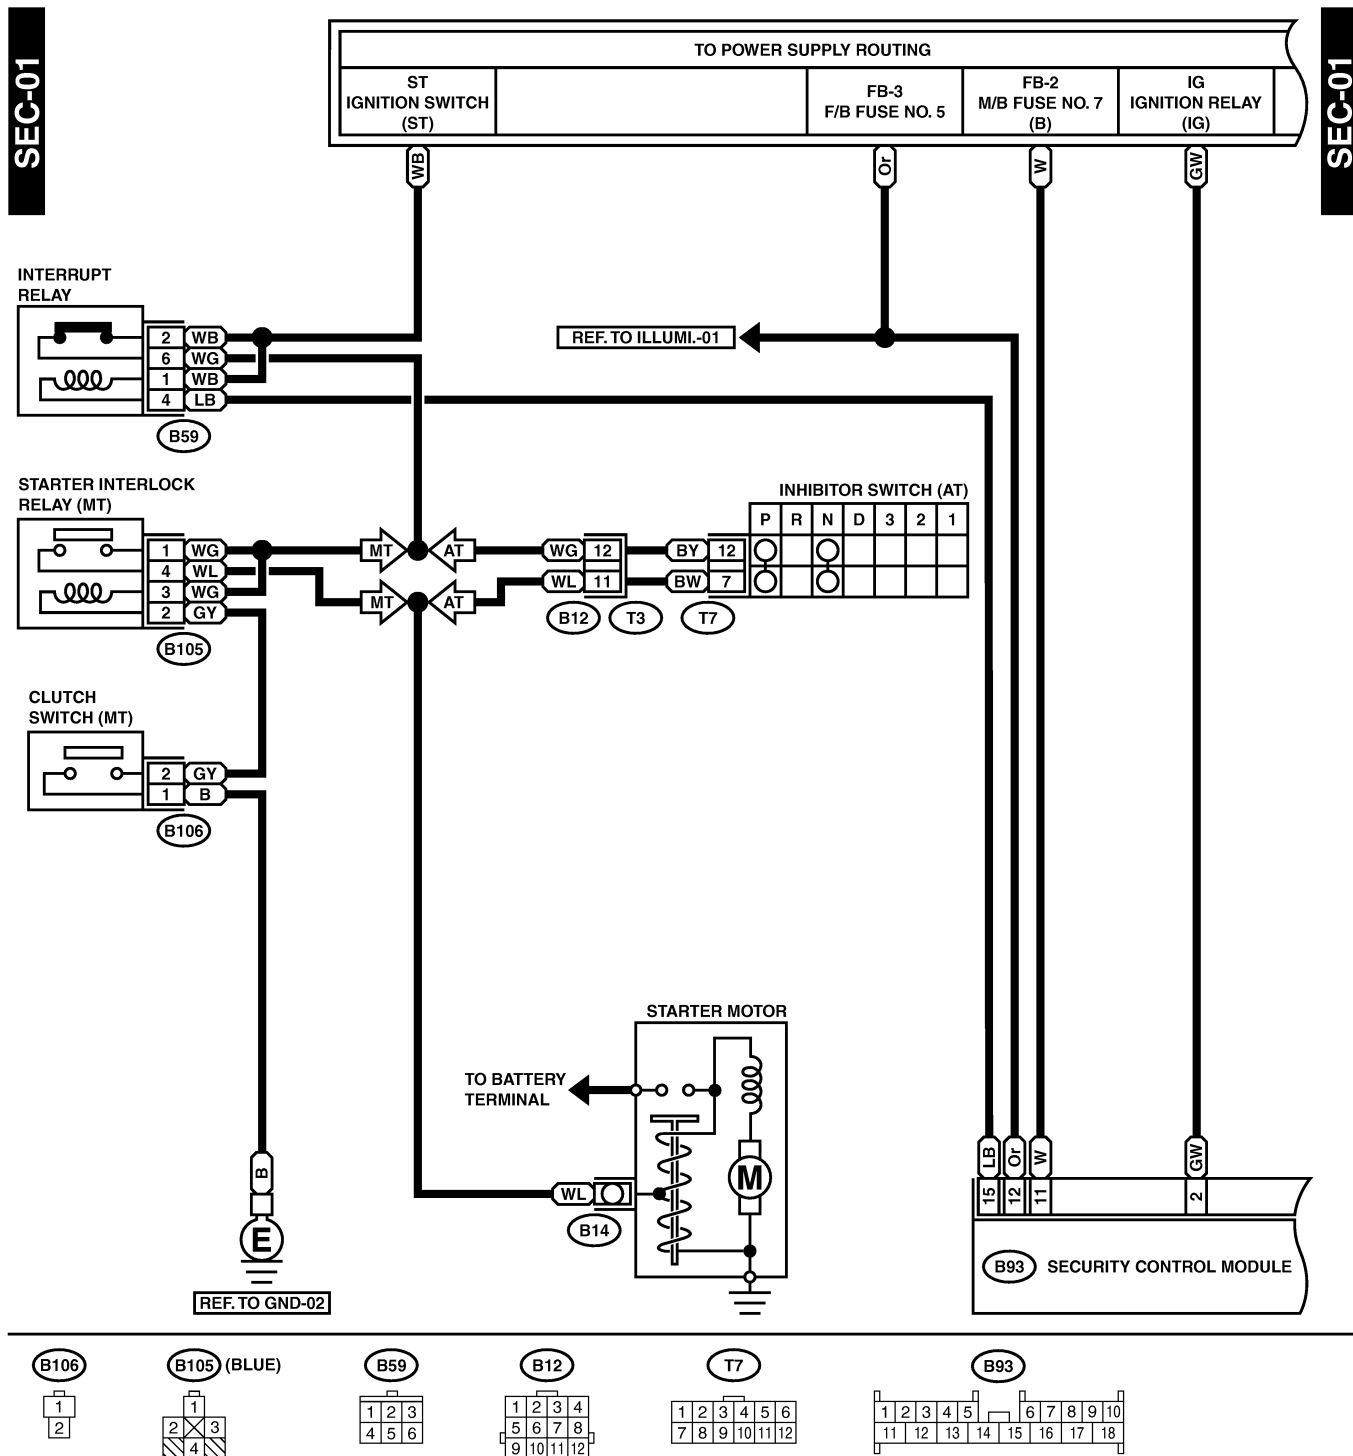 SEC-01
SEC-01
TO POWER SUPPLY ROUTING
ST
IGNITION SWITCH
(ST)
FB-3
F/B FUSE NO. 5
FB-2
M/B FUSE NO. 7
(B)
IG
IGNITION RELAY
(IG)
WB
Or
W
GW
INTERRUPT
RELAY
2 WB
6 WG
1 WB
4 LB
B59
REF. TO ILLUMI.-01
STARTER INTERLOCK
RELAY (MT)
1 WG
4 WL
3 WG
2 GY
B105
MT AT
MT AT
WG 12 BY 12
WL 11 BW 7
B12 T3 T7
INHIBITOR SWITCH (AT)
P R N D 3 2 1
CLUTCH
SWITCH (MT)
2 GY
1 B
B106
STARTER MOTOR
TO BATTERY
TERMINAL
M
WL
B14
B
E
REF. TO GND-02
LB Or W GW
15 12 11 2
B93 SECURITY CONTROL MODULE
B106
1
2
B105 (BLUE)
1
2 3
4
B59
1 2 3
4 5 6
B12
1 2 3 4
5 6 7 8
9 10 11 12
T7
1 2 3 4 5 6
7 8 9 10 11 12
B93
1 2 3 4 5 6 7 8 9 10
11 12 13 14 15 16 17 18